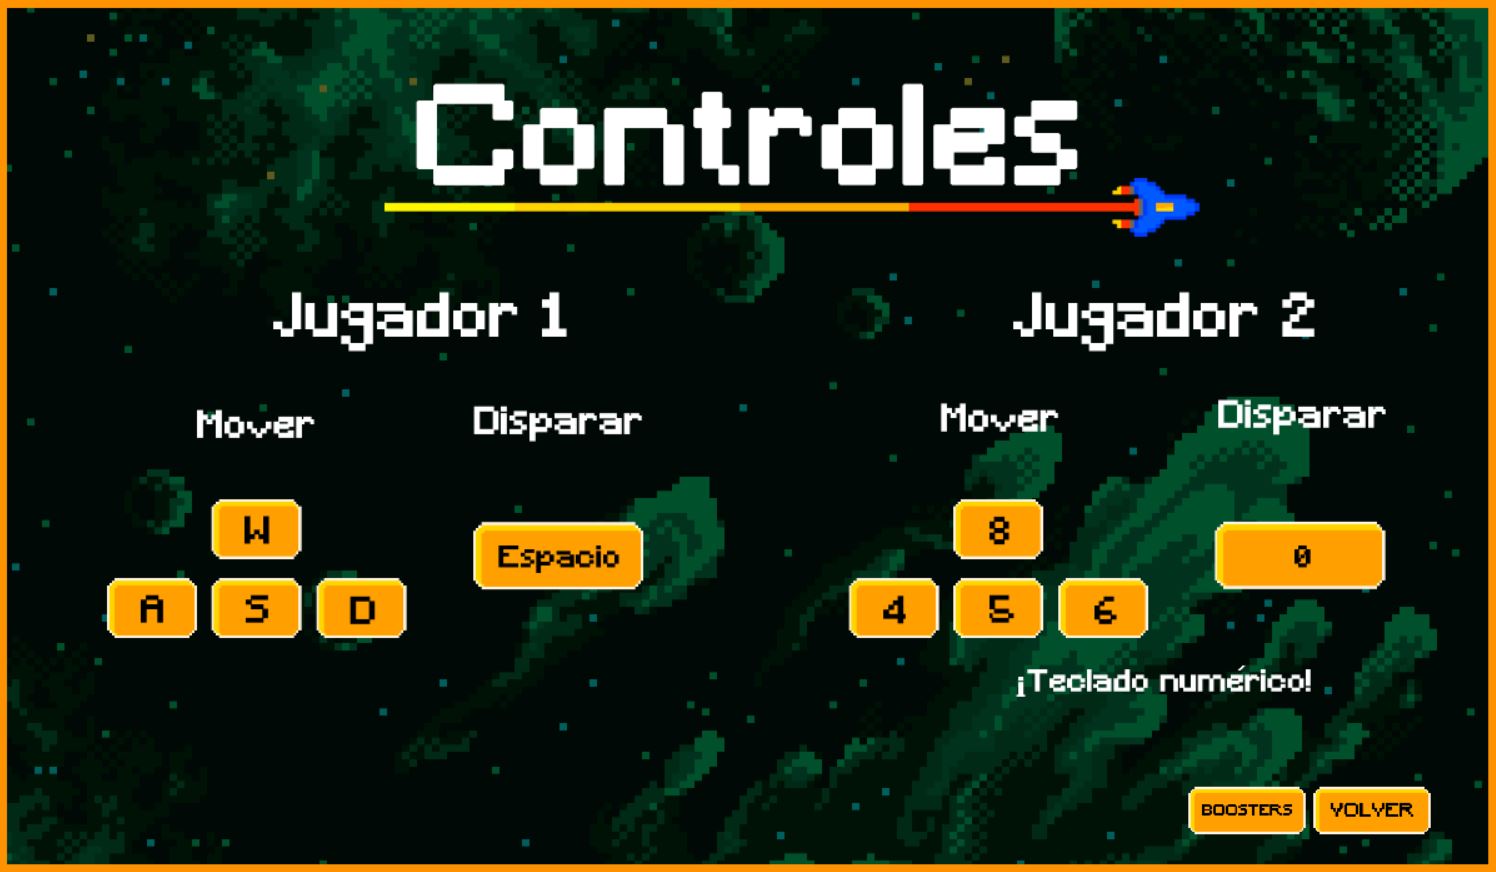 Controles
Jugador 1
Jugador 2
Mover
Disparar
Mover
Disparar
W
Espacio
A S D
8
0
4 5 6
¡Teclado numérico!
BOOSTERS
VOLVER